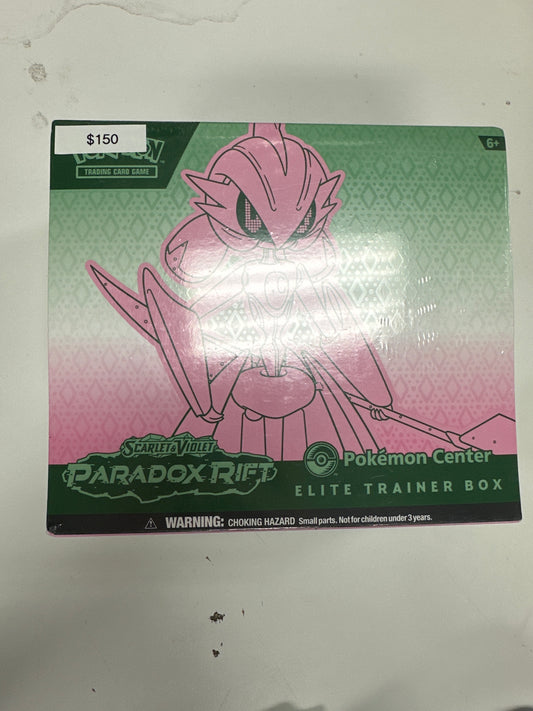 $150
TRADING CARD GAME
6+
SCARLET & VIOLET
PARADOX RIFT
Pokémon Center
ELITE TRAINER BOX
WARNING: CHOKING HAZARD Small parts. Not for children under 3 years.